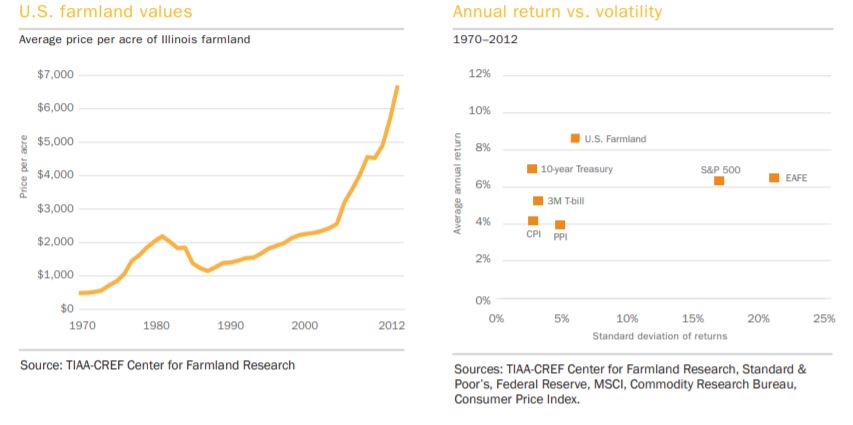 U.S. farmland values
Average price per acre of Illinois farmland
Price per acre
$7,000
$6,000
$5,000
$4,000
$3,000
$2,000
$1,000
$0
1970 1980 1990 2000 2012
Source: TIAA-CREF Center for Farmland Research
Annual return vs. volatility
1970–2012
Average annual return
12%
10%
8%
6%
4%
2%
0%
U.S. Farmland
10-year Treasury
S&P 500
EAFE
3M T-bill
CPI
PPI
0% 5% 10% 15% 20% 25%
Standard deviation of returns
Sources: TIAA-CREF Center for Farmland Research, Standard &
Poor's, Federal Reserve, MSCI, Commodity Research Bureau,
Consumer Price Index.